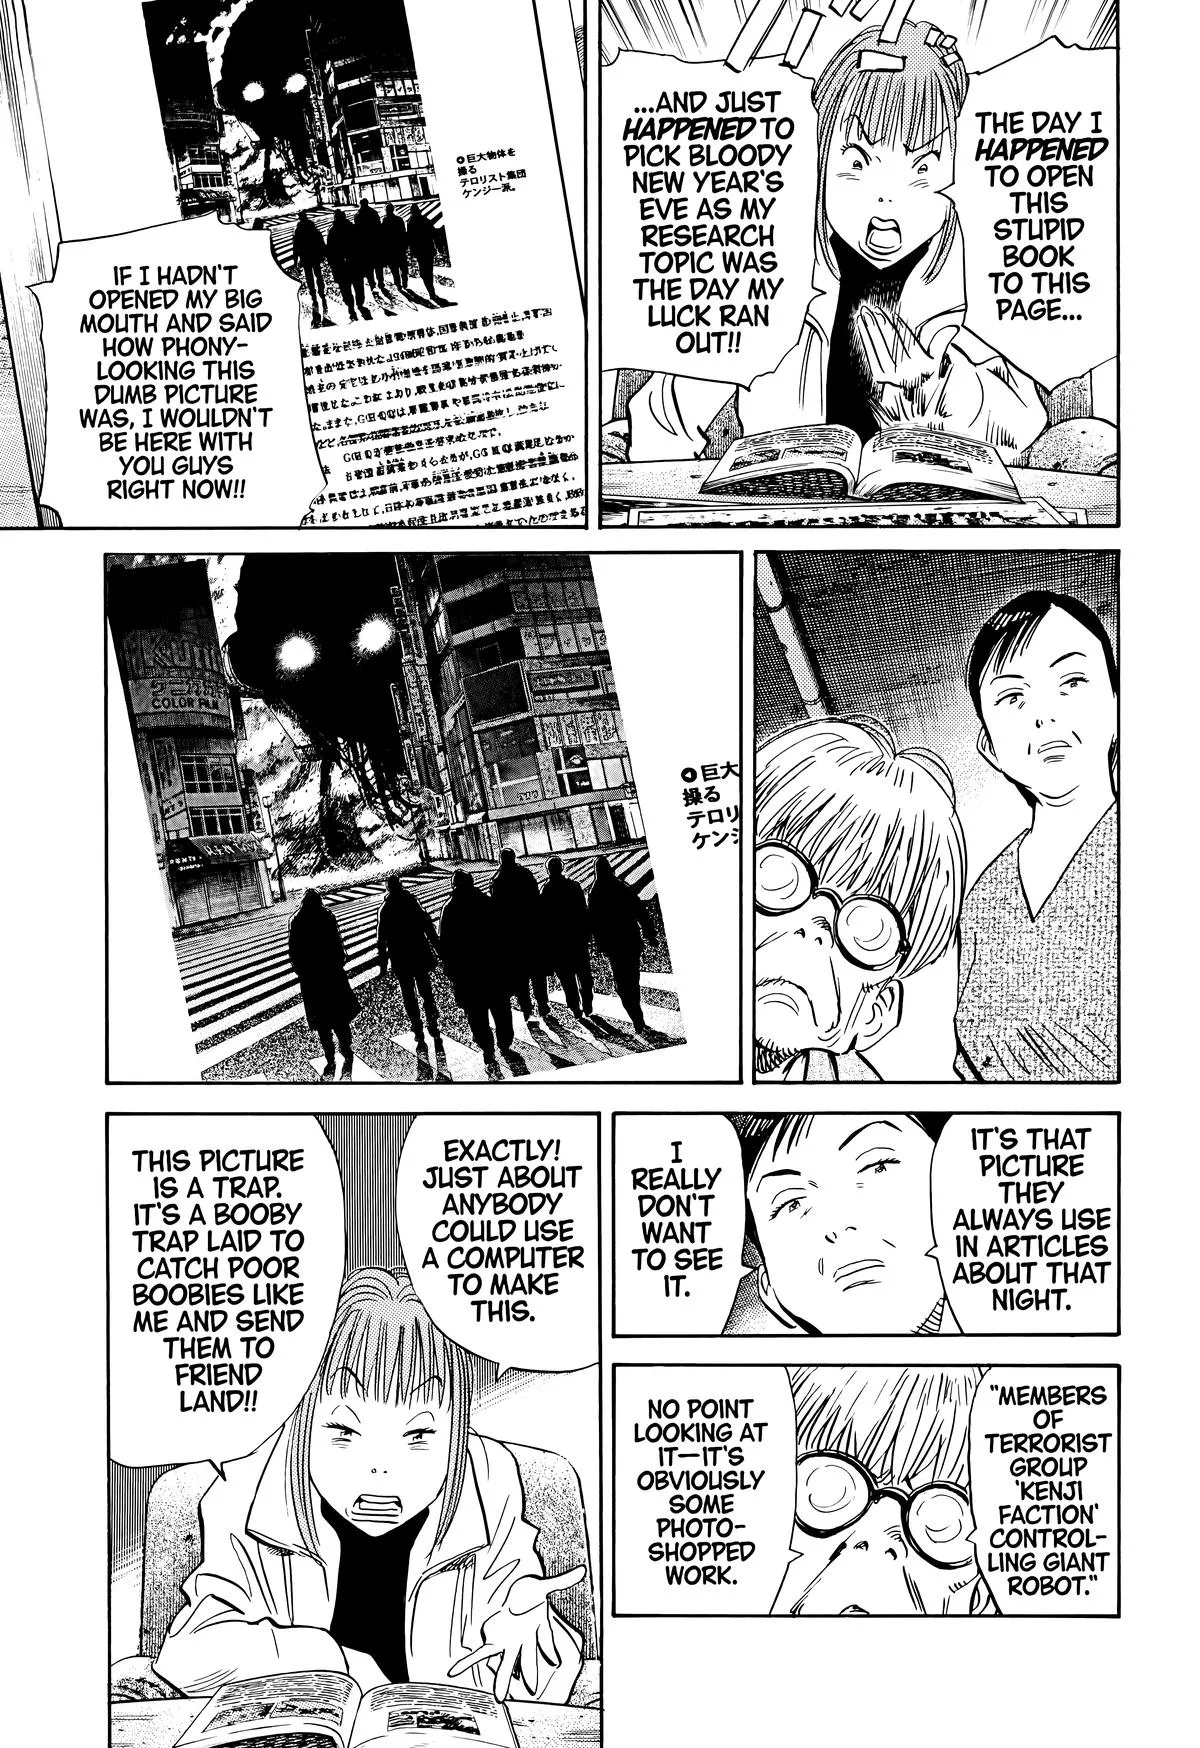 THE DAY I
HAPPENED
TO OPEN
THIS
STUPID
BOOK
TO THIS
PAGE...
...AND JUST
HAPPENED TO
PICK BLOODY
NEW YEAR'S
EVE AS MY
RESEARCH
TOPIC WAS
THE DAY MY
LUCK RAN
OUT!!
巨大物体を
操る
テロリスト集団
ケンジ一派。
IF I HADN'T
OPENED MY BIG
MOUTH AND SAID
HOW PHONY-
LOOKING THIS
DUMB PICTURE
WAS, I WOULDN'T
BE HERE WITH
YOU GUYS
RIGHT NOW!!
COLOR FILM
巨大
操る
テロリ
ケンジ
IT'S THAT
PICTURE
THEY
ALWAYS USE
IN ARTICLES
ABOUT THAT
NIGHT.
I
REALLY
DON'T
WANT
TO SEE
IT.
"MEMBERS
OF
TERRORIST
GROUP
'KENJI
FACTION'
CONTROL-
LING GIANT
ROBOT."
NO POINT
LOOKING AT
IT—IT'S
OBVIOUSLY
SOME
PHOTO-
SHOPPED
WORK.
EXACTLY!
JUST ABOUT
ANYBODY
COULD USE
A COMPUTER
TO MAKE
THIS.
THIS PICTURE
IS A TRAP.
IT'S A BOOBY
TRAP LAID TO
CATCH POOR
BOOBIES LIKE
ME AND SEND
THEM TO
FRIEND
LAND!!